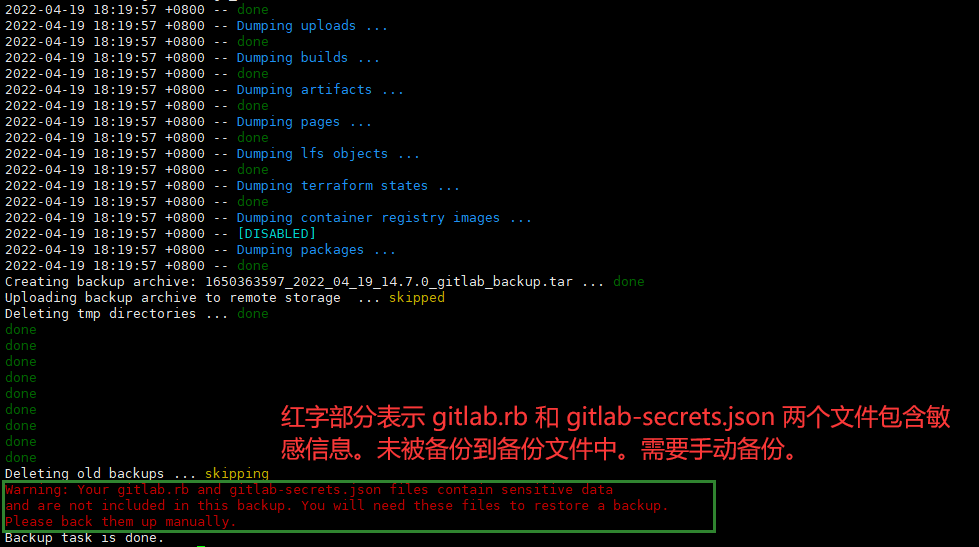 2022-04-19 18:19:57 +0800 -- done
2022-04-19 18:19:57 +0800 -- Dumping uploads ...
2022-04-19 18:19:57 +0800 -- done
2022-04-19 18:19:57 +0800 -- Dumping builds ...
2022-04-19 18:19:57 +0800 -- done
2022-04-19 18:19:57 +0800 -- Dumping artifacts ...
2022-04-19 18:19:57 +0800 -- done
2022-04-19 18:19:57 +0800 -- Dumping pages ...
2022-04-19 18:19:57 +0800 -- done
2022-04-19 18:19:57 +0800 -- Dumping lfs objects ...
2022-04-19 18:19:57 +0800 -- done
2022-04-19 18:19:57 +0800 -- Dumping terraform states ...
2022-04-19 18:19:57 +0800 -- done
2022-04-19 18:19:57 +0800 -- Dumping container registry images ...
2022-04-19 18:19:57 +0800 -- [DISABLED]
2022-04-19 18:19:57 +0800 -- Dumping packages ...
2022-04-19 18:19:57 +0800 -- done
Creating backup archive: 1650363597_2022_04_19_14.7.0_gitlab_backup.tar ... done
Uploading backup archive to remote storage  ... skipped
Deleting tmp directories ... done
done
done
done
done
done
done
done
done
done
红字部分表示 gitlab.rb 和 gitlab-secrets.json 两个文件包含敏
感信息。未被备份到备份文件中。需要手动备份。
Deleting old backups ... skipping
Warning: Your gitlab.rb and gitlab-secrets.json files contain sensitive data
and are not included in this backup. You will need these files to restore a backup.
Please back them up manually.
Backup task is done.